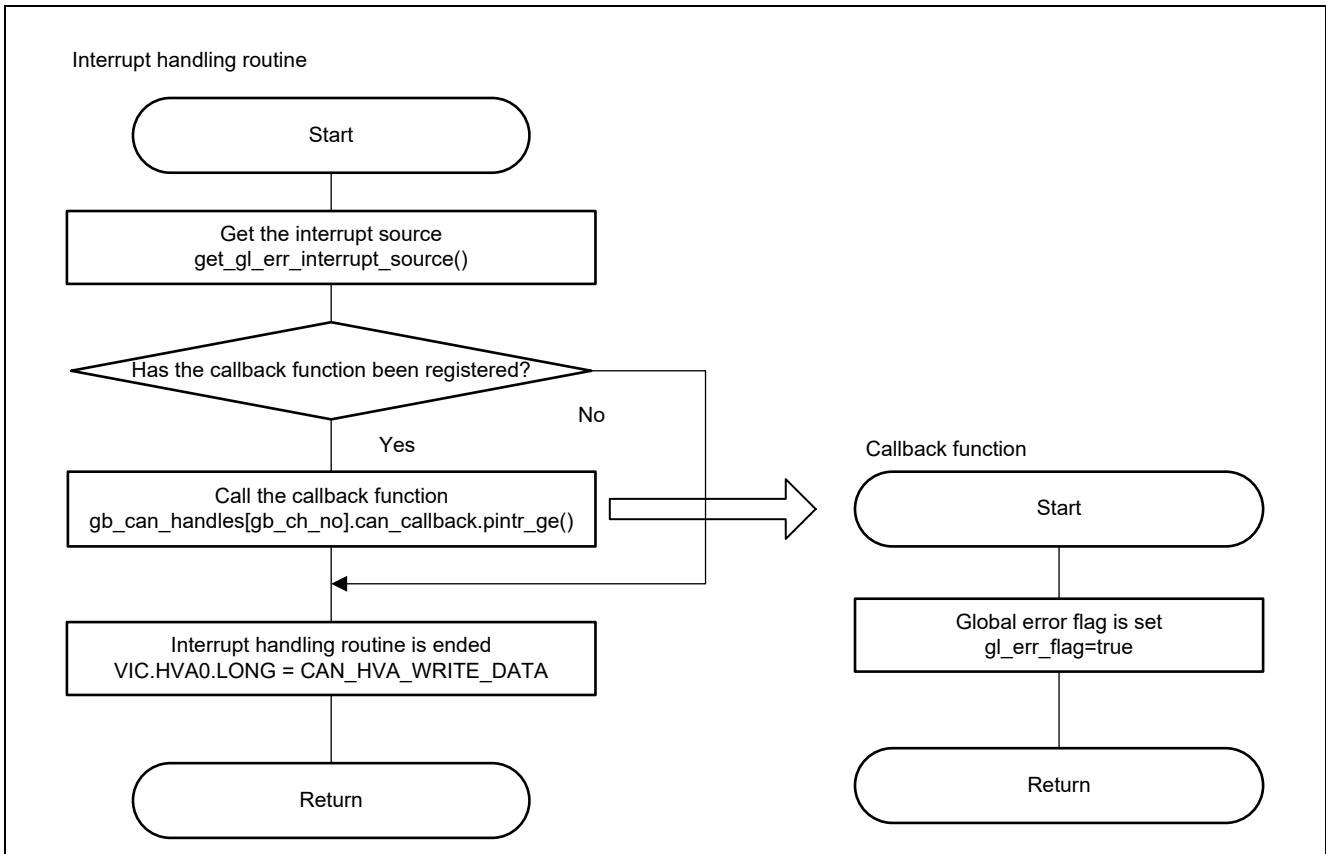 Interrupt handling routine
Start
Get the interrupt source
get_gl_err_interrupt_source()
Has the callback function been registered?
No
Yes
Call the callback function
gb_can_handles[gb_ch_no].can_callback.pintr_ge()
Interrupt handling routine is ended
VIC.HVA0.LONG = CAN_HVA_WRITE_DATA
Return
Callback function
Start
Global error flag is set
gl_err_flag=true
Return